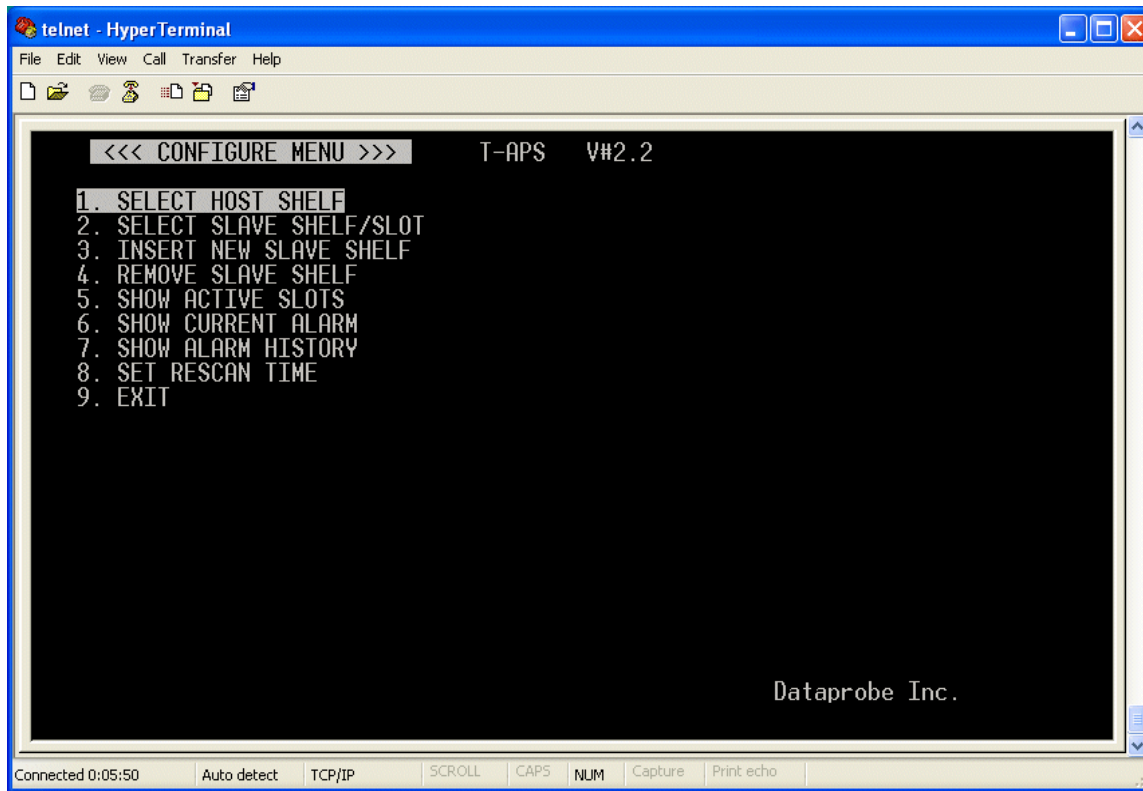 telnet - HyperTerminal
File Edit View Call Transfer Help
<<< CONFIGURE MENU >>> T-APS V#2.2
1. SELECT HOST SHELF
2. SELECT SLAVE SHELF/SLOT
3. INSERT NEW SLAVE SHELF
4. REMOVE SLAVE SHELF
5. SHOW ACTIVE SLOTS
6. SHOW CURRENT ALARM
7. SHOW ALARM HISTORY
8. SET RESCAN TIME
9. EXIT
Dataprobe Inc.
Connected 0:05:50 Auto detect TCP/IP SCROLL CAPS NUM Capture Print echo